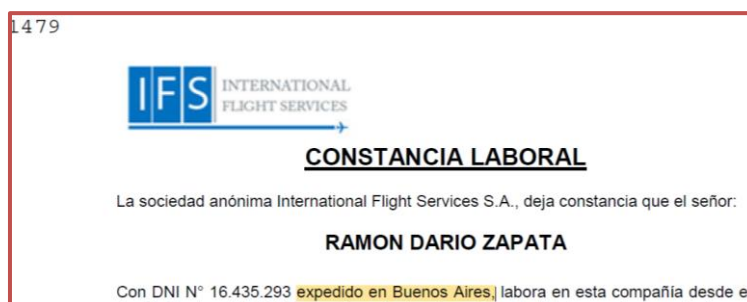 1479
IFS INTERNATIONAL
FLIGHT SERVICES
CONSTANCIA LABORAL
La sociedad anónima International Flight Services S.A., deja constancia que el señor:
RAMON DARIO ZAPATA
Con DNI N° 16.435.293 expedido en Buenos Aires, labora en esta compañía desde e